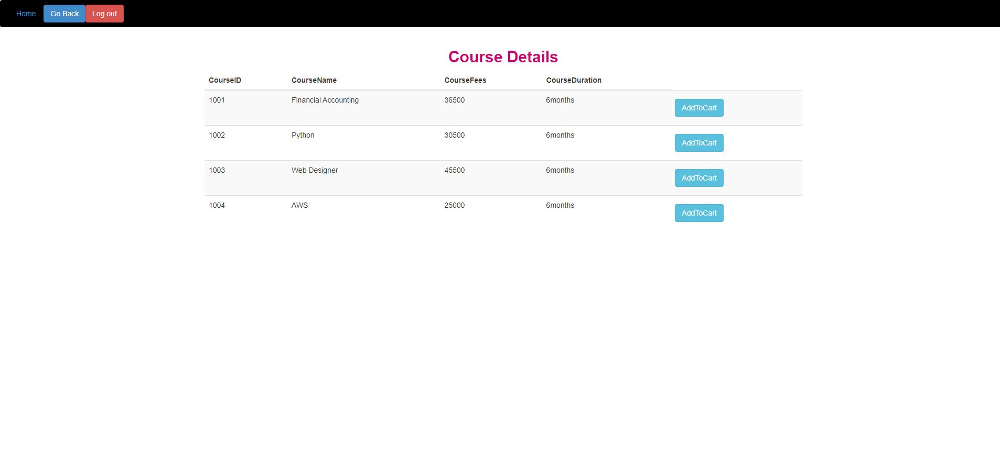 Home Go Back Log out
Course Details
CourseID CourseName CourseFees CourseDuration
1001 Financial Accounting 36500 6months AddToCart
1002 Python 30500 6months AddToCart
1003 Web Designer 45500 6months AddToCart
1004 AWS 25000 6months AddToCart